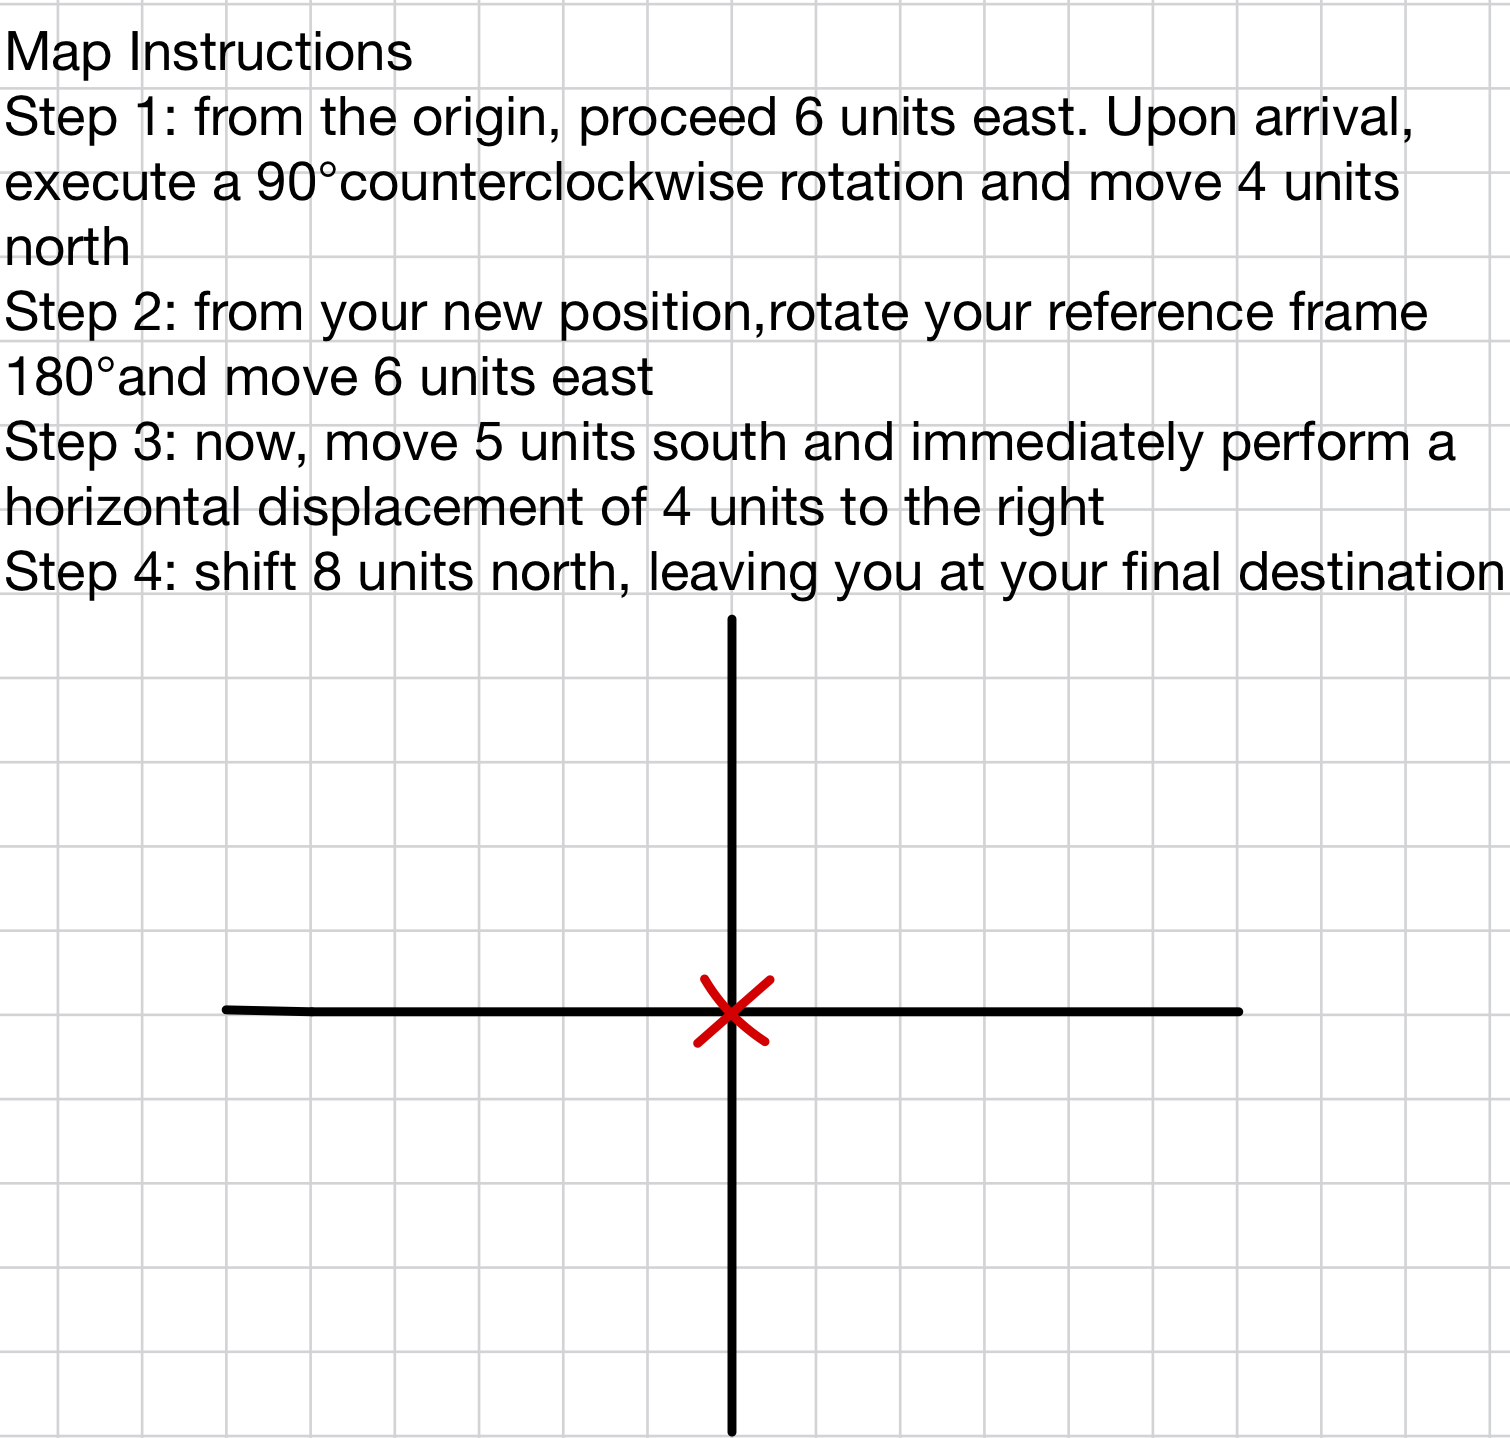 Map Instructions
Step 1: from the origin, proceed 6 units east. Upon arrival,
execute a 90°counterclockwise rotation and move 4 units
north
Step 2: from your new position,rotate your reference frame
180°and move 6 units east
Step 3: now, move 5 units south and immediately perform a
horizontal displacement of 4 units to the right
Step 4: shift 8 units north, leaving you at your final destination